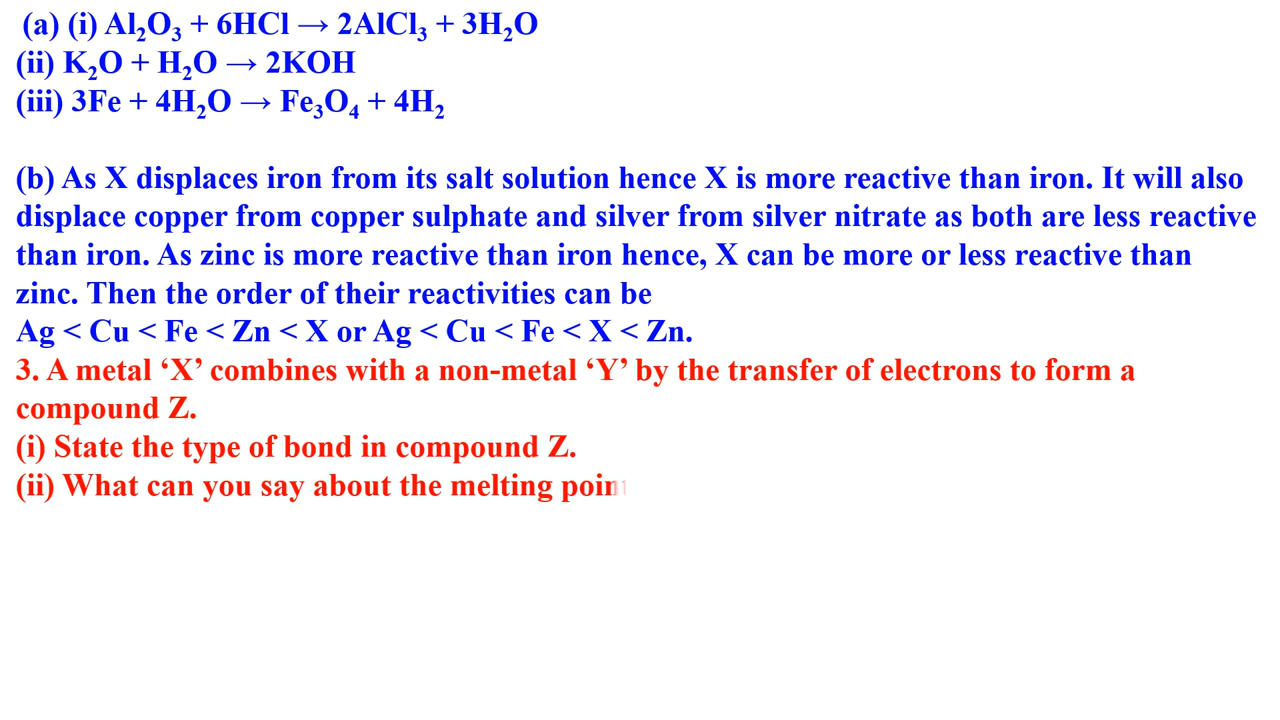 (a) (i) Al₂O₃ + 6HCl → 2AlCl₃ + 3H₂O
(ii) K₂O + H₂O → 2KOH
(iii) 3Fe + 4H₂O → Fe₃O₄ + 4H₂
(b) As X displaces iron from its salt solution hence X is more reactive than iron. It will also
displace copper from copper sulphate and silver from silver nitrate as both are less reactive
than iron. As zinc is more reactive than iron hence, X can be more or less reactive than
zinc. Then the order of their reactivities can be
Ag < Cu < Fe < Zn < X or Ag < Cu < Fe < X < Zn.
3. A metal ‘X’ combines with a non-metal ‘Y’ by the transfer of electrons to form a
compound Z.
(i) State the type of bond in compound Z.
(ii) What can you say about the melting point